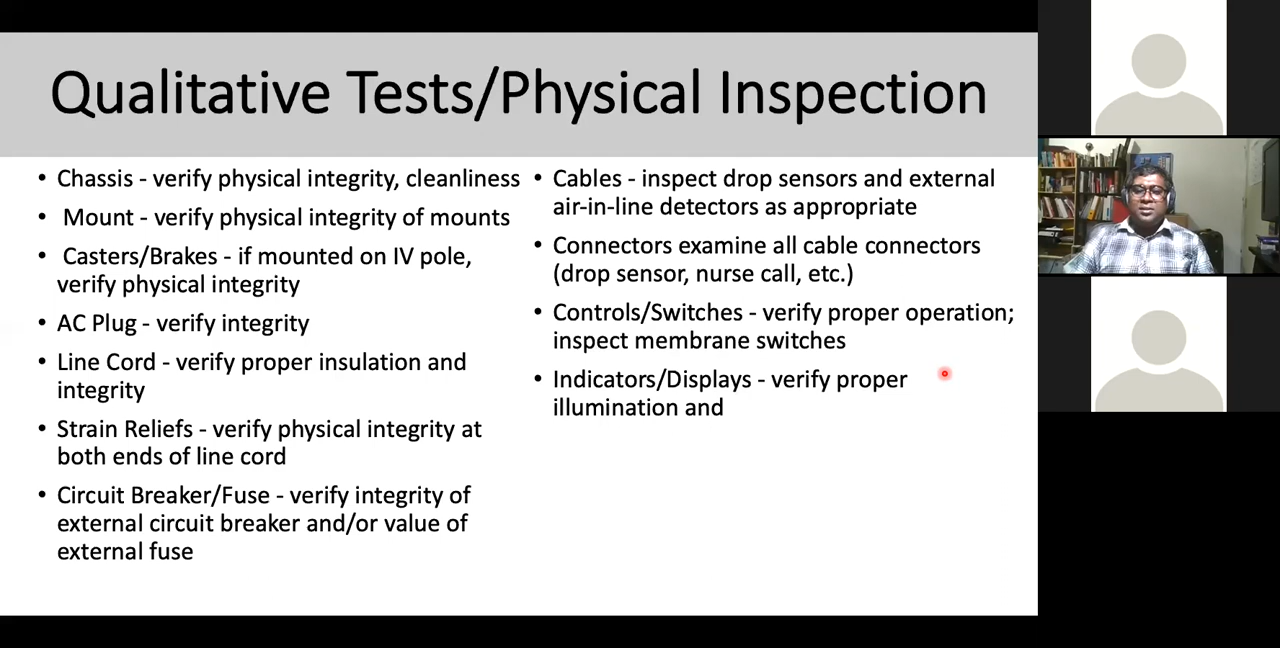 Qualitative Tests/Physical Inspection
• Chassis - verify physical integrity, cleanliness
• Mount - verify physical integrity of mounts
• Casters/Brakes - if mounted on IV pole,
verify physical integrity
• AC Plug - verify integrity
• Line Cord - verify proper insulation and
integrity
• Strain Reliefs - verify physical integrity at
both ends of line cord
• Circuit Breaker/Fuse - verify integrity of
external circuit breaker and/or value of
external fuse
• Cables - inspect drop sensors and external
air-in-line detectors as appropriate
• Connectors examine all cable connectors
(drop sensor, nurse call, etc.)
• Controls/Switches - verify proper operation;
inspect membrane switches
• Indicators/Displays - verify proper
illumination and